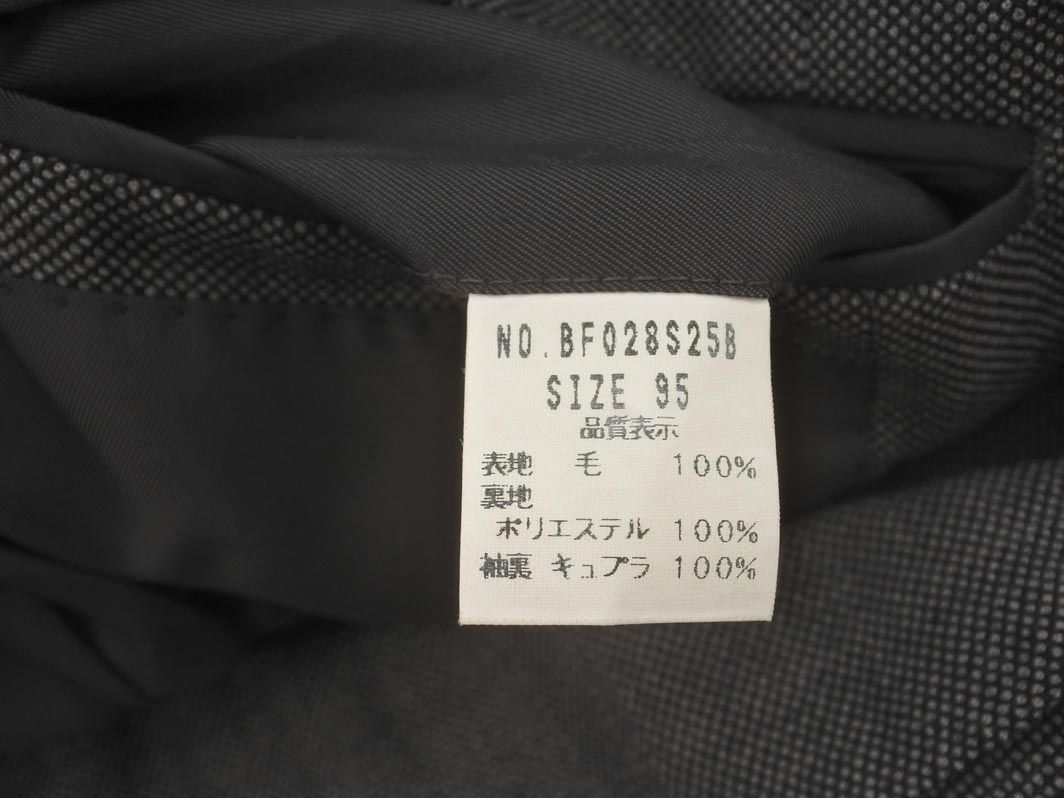 NO.BF028S25B
SIZE 95
品質表示
表地 毛 100%
裏地
ポリエステル 100%
袖裏 キュプラ 100%